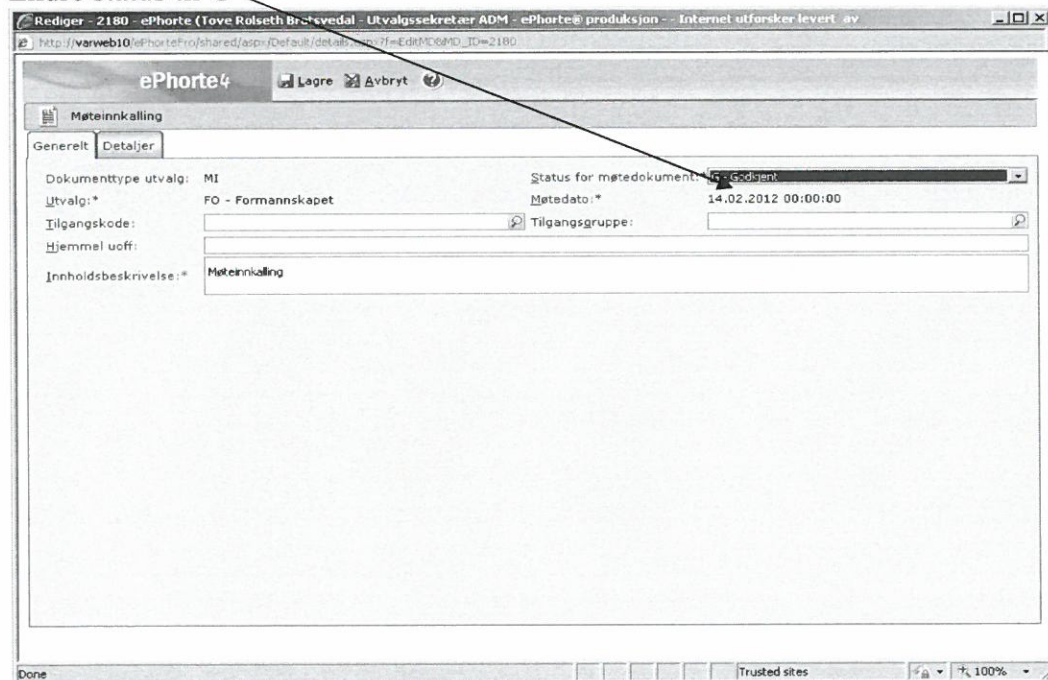 Rediger - 2180 - ePhorte (Tove Rolseth Bratsvedal - Utvalgssekretær ADM - ePhorte® produksjon - - Internet utforsker levert av
http://varweb10/ePhortePro/shared/aspx/Default/details.aspx?f=EditMD&MD_ID=2180
ePhorte4 Lagre Avbryt
Møteinnkalling
Generelt Detaljer
Dokumenttype utvalg: MI Status for møtedokument:* G - Godkjent
Utvalg:* FO - Formannskapet Møtedato:* 14.02.2012 00:00:00
Tilgangskode: Tilgangsgruppe:
Hjemmel uoff:
Innholdsbeskrivelse:* Møteinnkalling
Done Trusted sites 100%